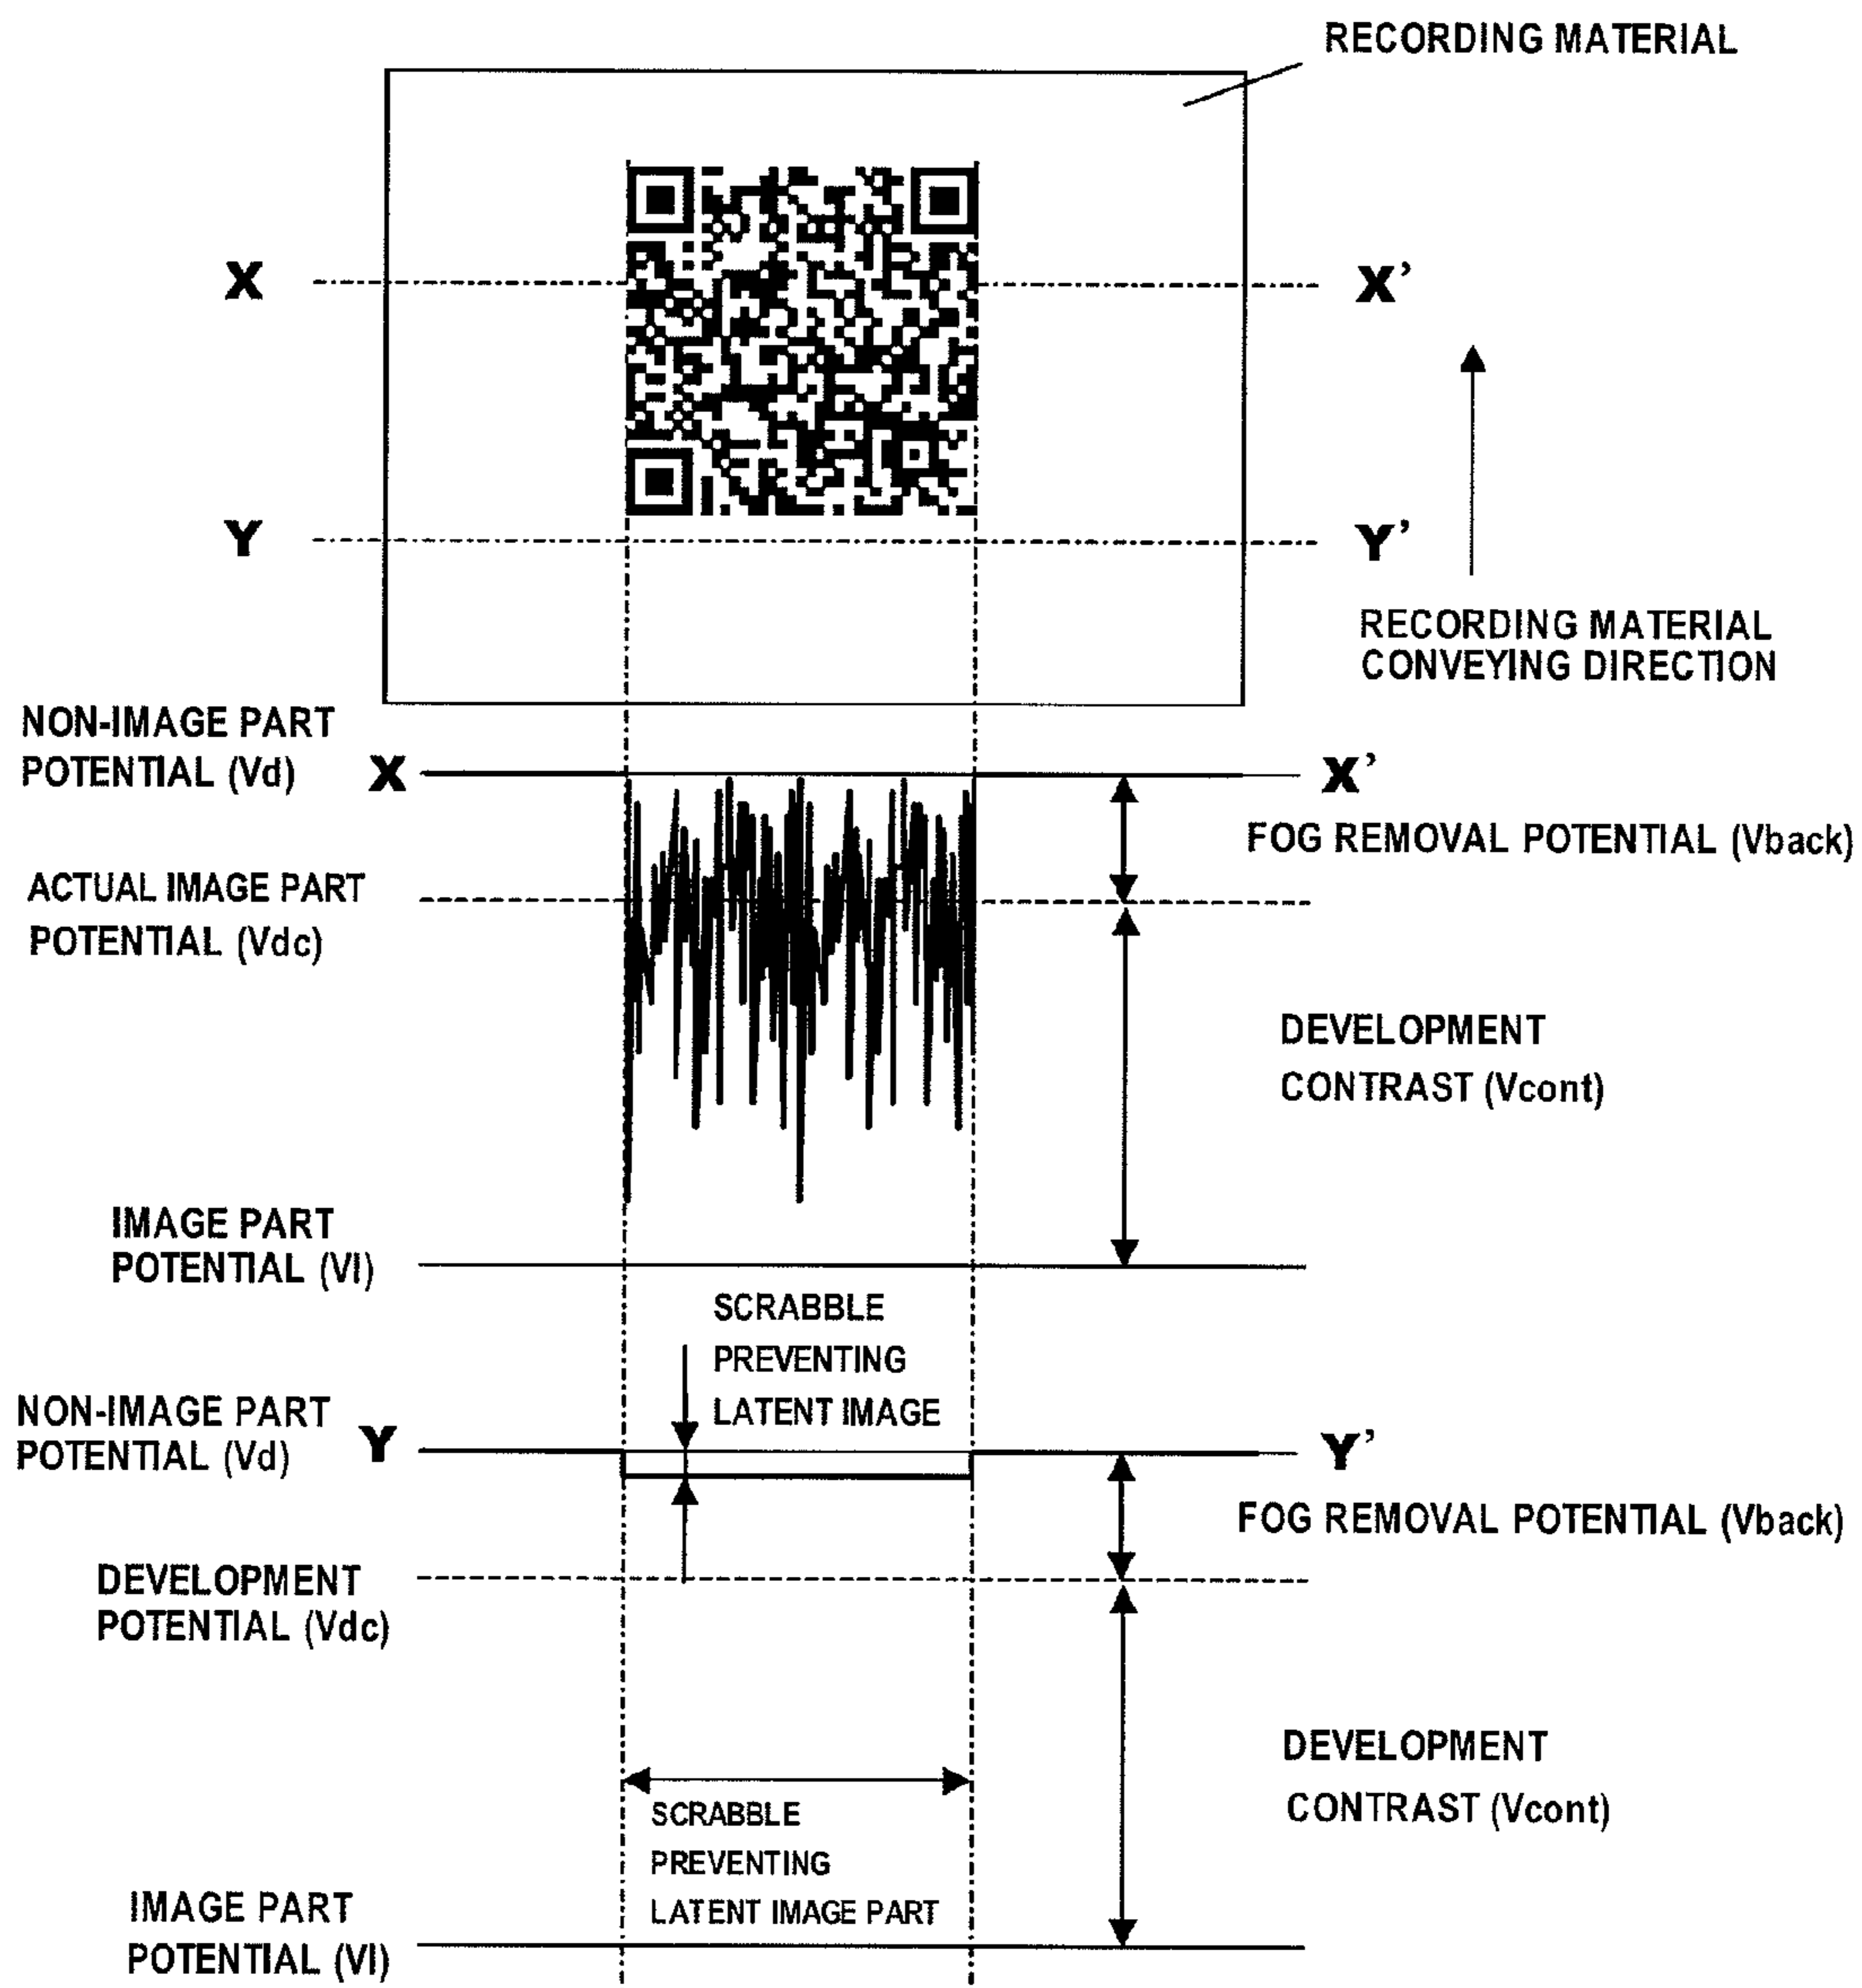 RECORDING MATERIAL
X
X'
Y
Y'
RECORDING MATERIAL
CONVEYING DIRECTION
NON-IMAGE PART
POTENTIAL (Vd)
X
X'
FOG REMOVAL POTENTIAL (Vback)
ACTUAL IMAGE PART
POTENTIAL (Vdc)
DEVELOPMENT
CONTRAST (Vcont)
IMAGE PART
POTENTIAL (Vl)
SCRABBLE
PREVENTING
LATENT IMAGE
NON-IMAGE PART
POTENTIAL (Vd)
Y
Y'
FOG REMOVAL POTENTIAL (Vback)
DEVELOPMENT
POTENTIAL (Vdc)
DEVELOPMENT
CONTRAST (Vcont)
SCRABBLE
PREVENTING
LATENT IMAGE PART
IMAGE PART
POTENTIAL (Vl)